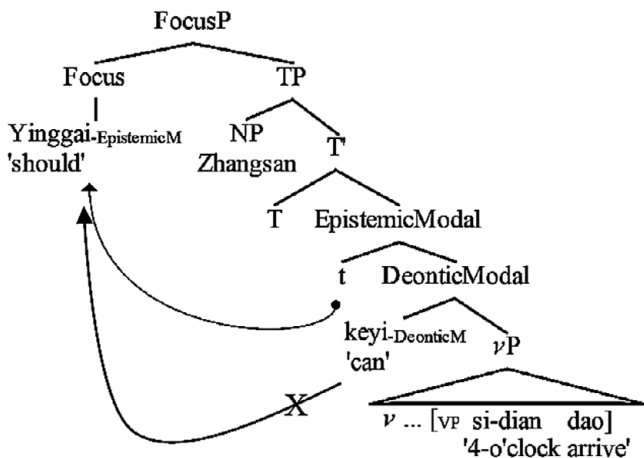 FocusP
Focus TP
Yinggai-EpistemicM NP T'
'should' Zhangsan
T EpistemicModal
t DeonticModal
keyi-DeonticM νP
'can'
X
ν ... [VP si-dian dao]
'4-o'clock arrive'